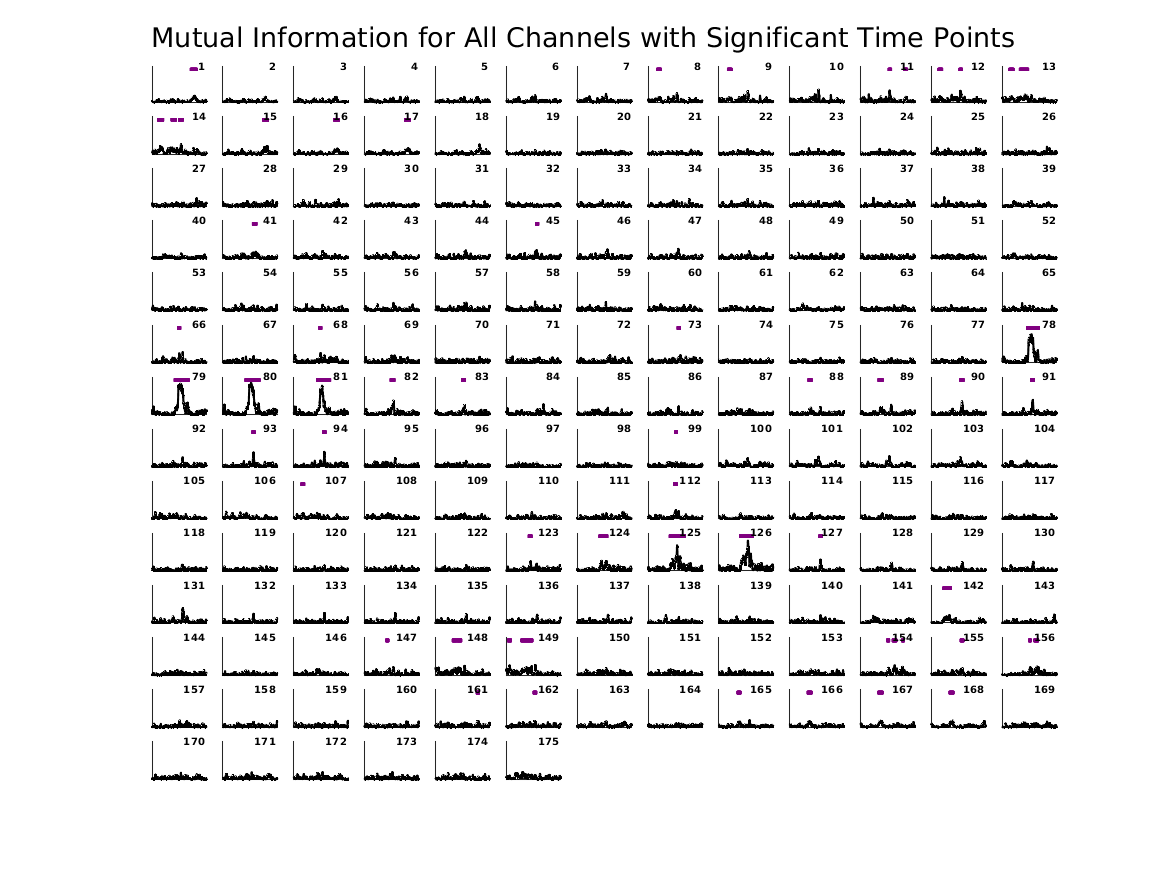 Mutual Information for All Channels with Significant Time Points
1 2 3 4 5 6 7 8 9 10 11 12 13
14 15 16 17 18 19 20 21 22 23 24 25 26
27 28 29 30 31 32 33 34 35 36 37 38 39
40 41 42 43 44 45 46 47 48 49 50 51 52
53 54 55 56 57 58 59 60 61 62 63 64 65
66 67 68 69 70 71 72 73 74 75 76 77 78
79 80 81 82 83 84 85 86 87 88 89 90 91
92 93 94 95 96 97 98 99 100 101 102 103 104
105 106 107 108 109 110 111 112 113 114 115 116 117
118 119 120 121 122 123 124 125 126 127 128 129 130
131 132 133 134 135 136 137 138 139 140 141 142 143
144 145 146 147 148 149 150 151 152 153 154 155 156
157 158 159 160 161 162 163 164 165 166 167 168 169
170 171 172 173 174 175